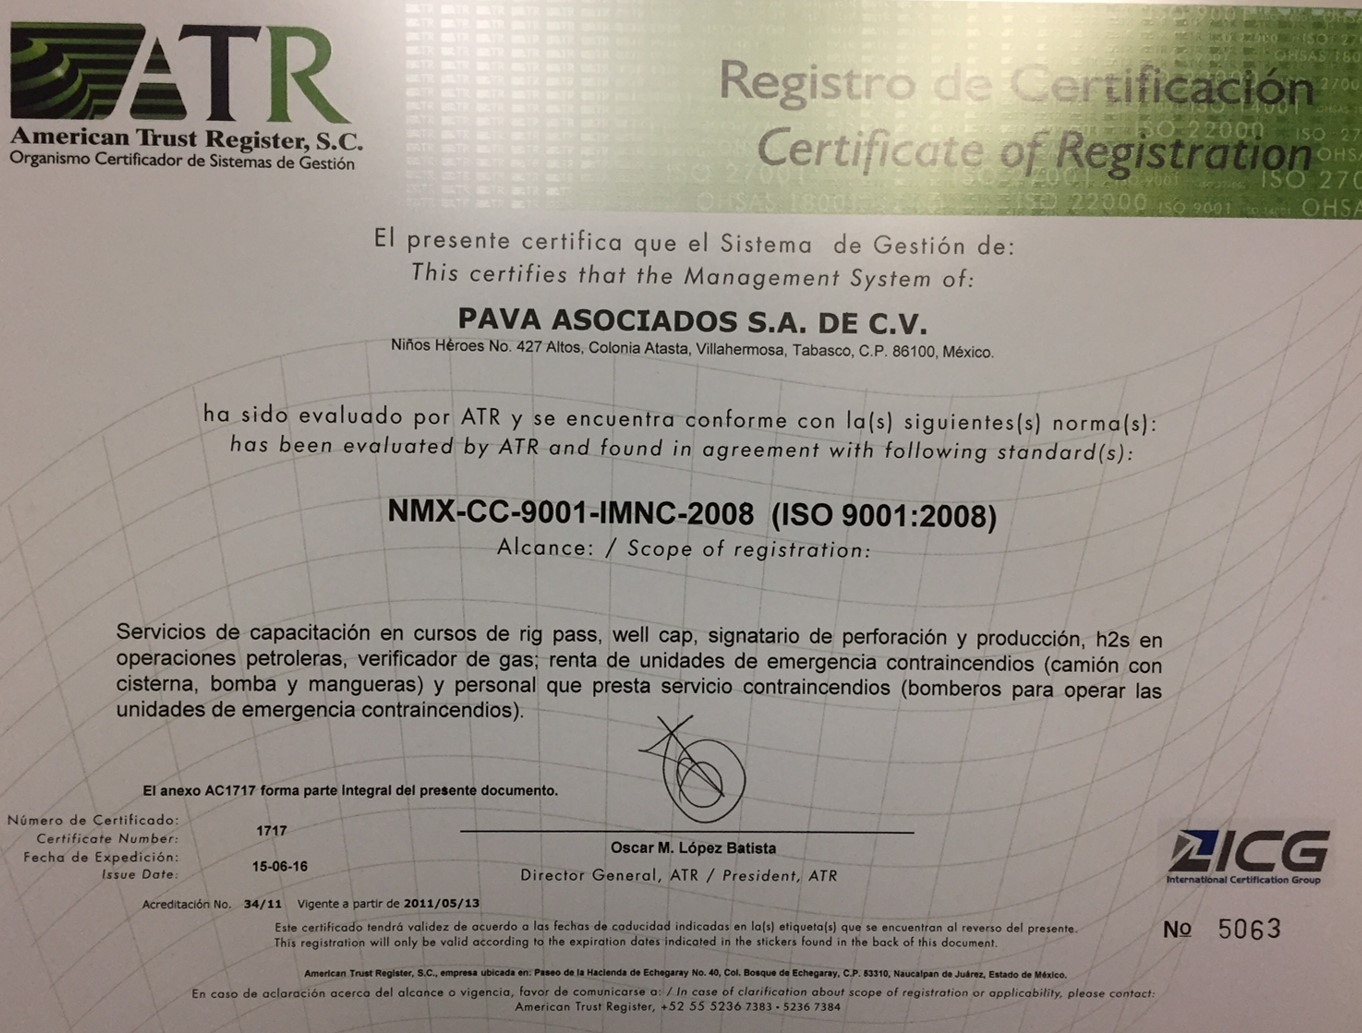 ATR
American Trust Register, S.C.
Organismo Certificador de Sistemas de Gestión
Registro de Certificación
Certificate of Registration
El presente certifica que el Sistema de Gestión de:
This certifies that the Management System of:
PAVA ASOCIADOS S.A. DE C.V.
Niños Héroes No. 427 Altos, Colonia Atasta, Villahermosa, Tabasco, C.P. 86100, México.
ha sido evaluado por ATR y se encuentra conforme con la(s) siguientes(s) norma(s):
has been evaluated by ATR and found in agreement with following standard(s):
NMX-CC-9001-IMNC-2008 (ISO 9001:2008)
Alcance: / Scope of registration:
Servicios de capacitación en cursos de rig pass, well cap, signatario de perforación y producción, h2s en
operaciones petroleras, verificador de gas; renta de unidades de emergencia contraincendios (camión con
cisterna, bomba y mangueras) y personal que presta servicio contraincendios (bomberos para operar las
unidades de emergencia contraincendios).
El anexo AC1717 forma parte Integral del presente documento.
Número de Certificado:
Certificate Number:
1717
Fecha de Expedición:
Issue Date:
15-06-16
Oscar M. López Batista
Director General, ATR / President, ATR
ICG
International Certification Group
Acreditación No. 34/11 Vigente a partir de 2011/05/13
Este certificado tendrá validez de acuerdo a las fechas de caducidad indicadas en la(s) etiqueta(s) que se encuentran al reverso del presente.
This registration will only be valid according to the expiration dates indicated in the stickers found in the back of this document.
No 5063
American Trust Register, S.C., empresa ubicada en: Paseo de la Hacienda de Echegaray No. 40, Col. Bosque de Echegaray, C.P. 53310, Naucalpan de Juárez, Estado de México.
En caso de aclaración acerca del alcance o vigencia, favor de comunicarse a: / In case of clarification about scope of registration or applicability, please contact:
American Trust Register, +52 55 5236 7383 - 5236 7384